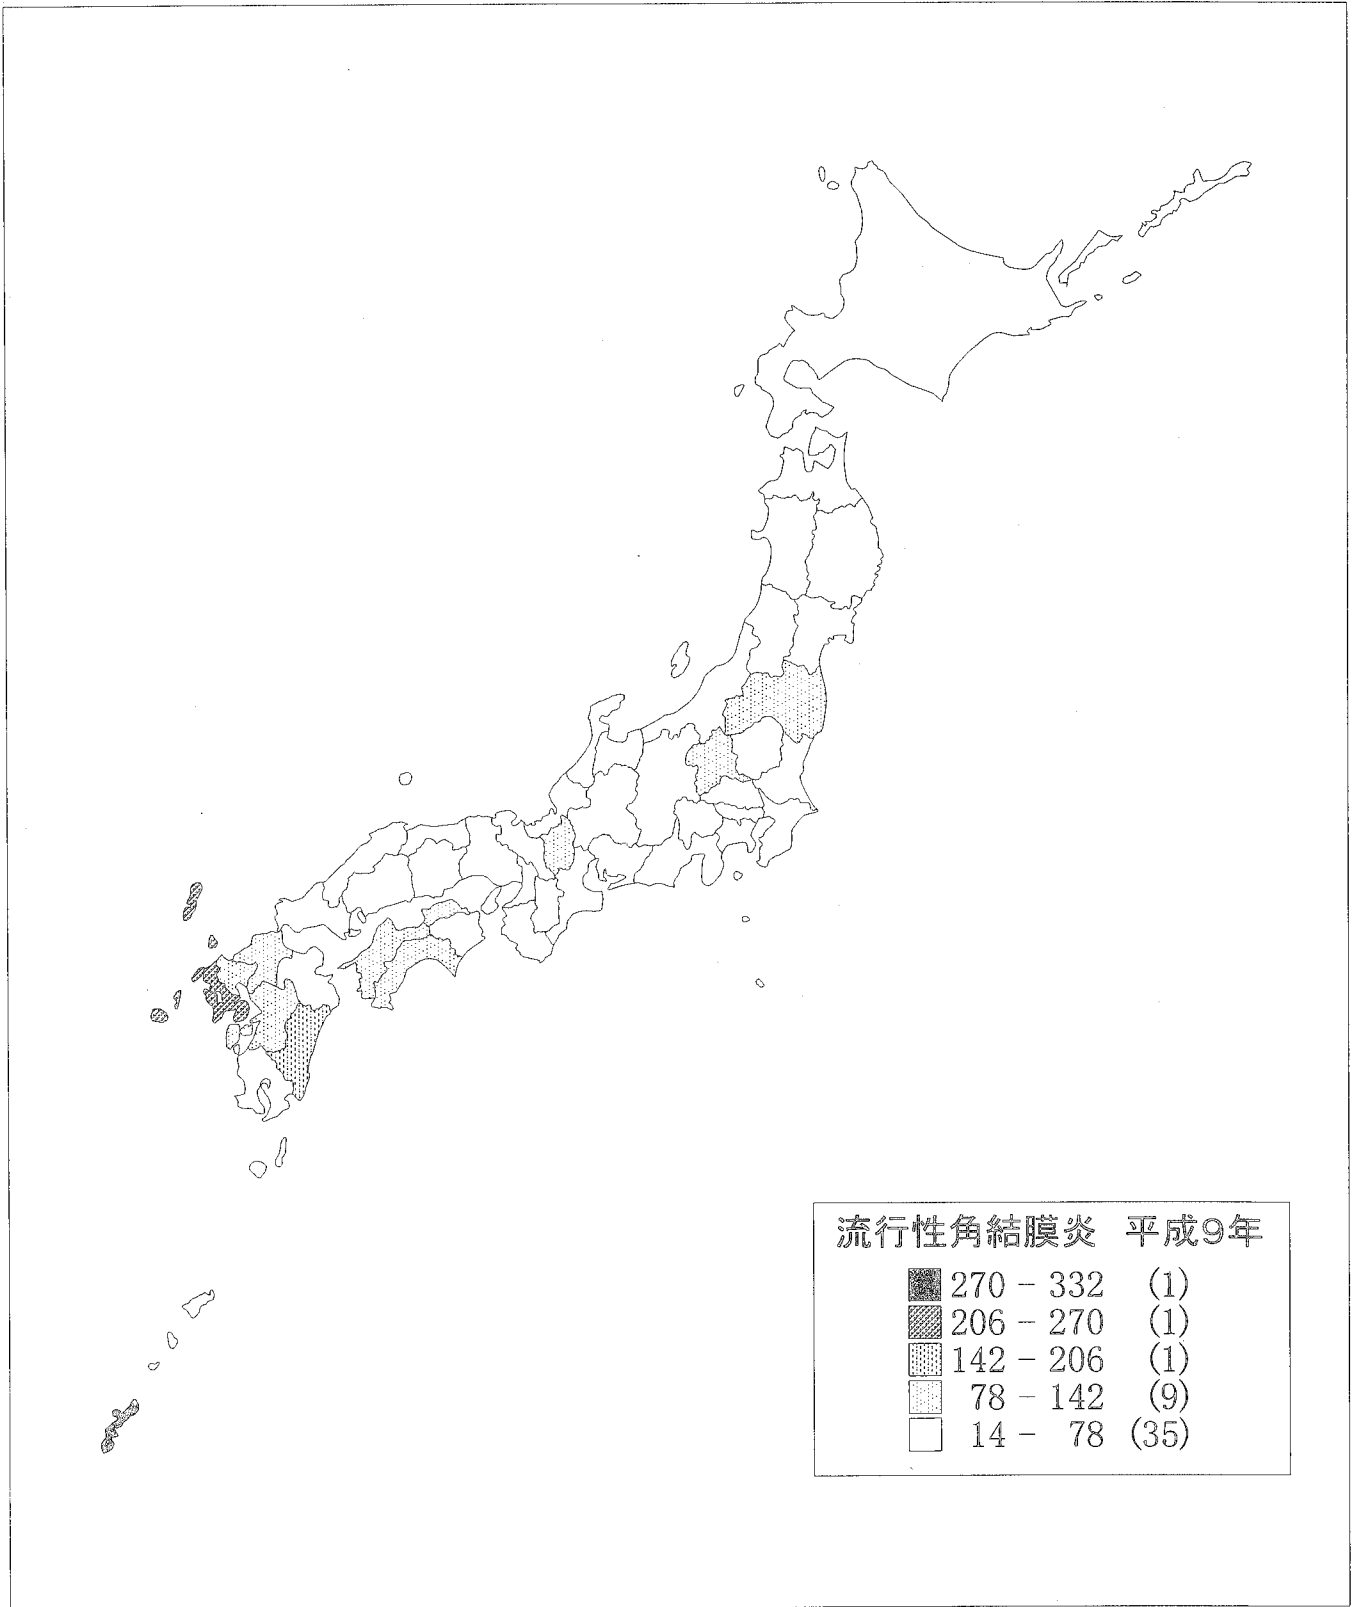 流行性角結膜炎 平成9年
270 - 332 (1)
206 - 270 (1)
142 - 206 (1)
78 - 142 (9)
14 - 78 (35)